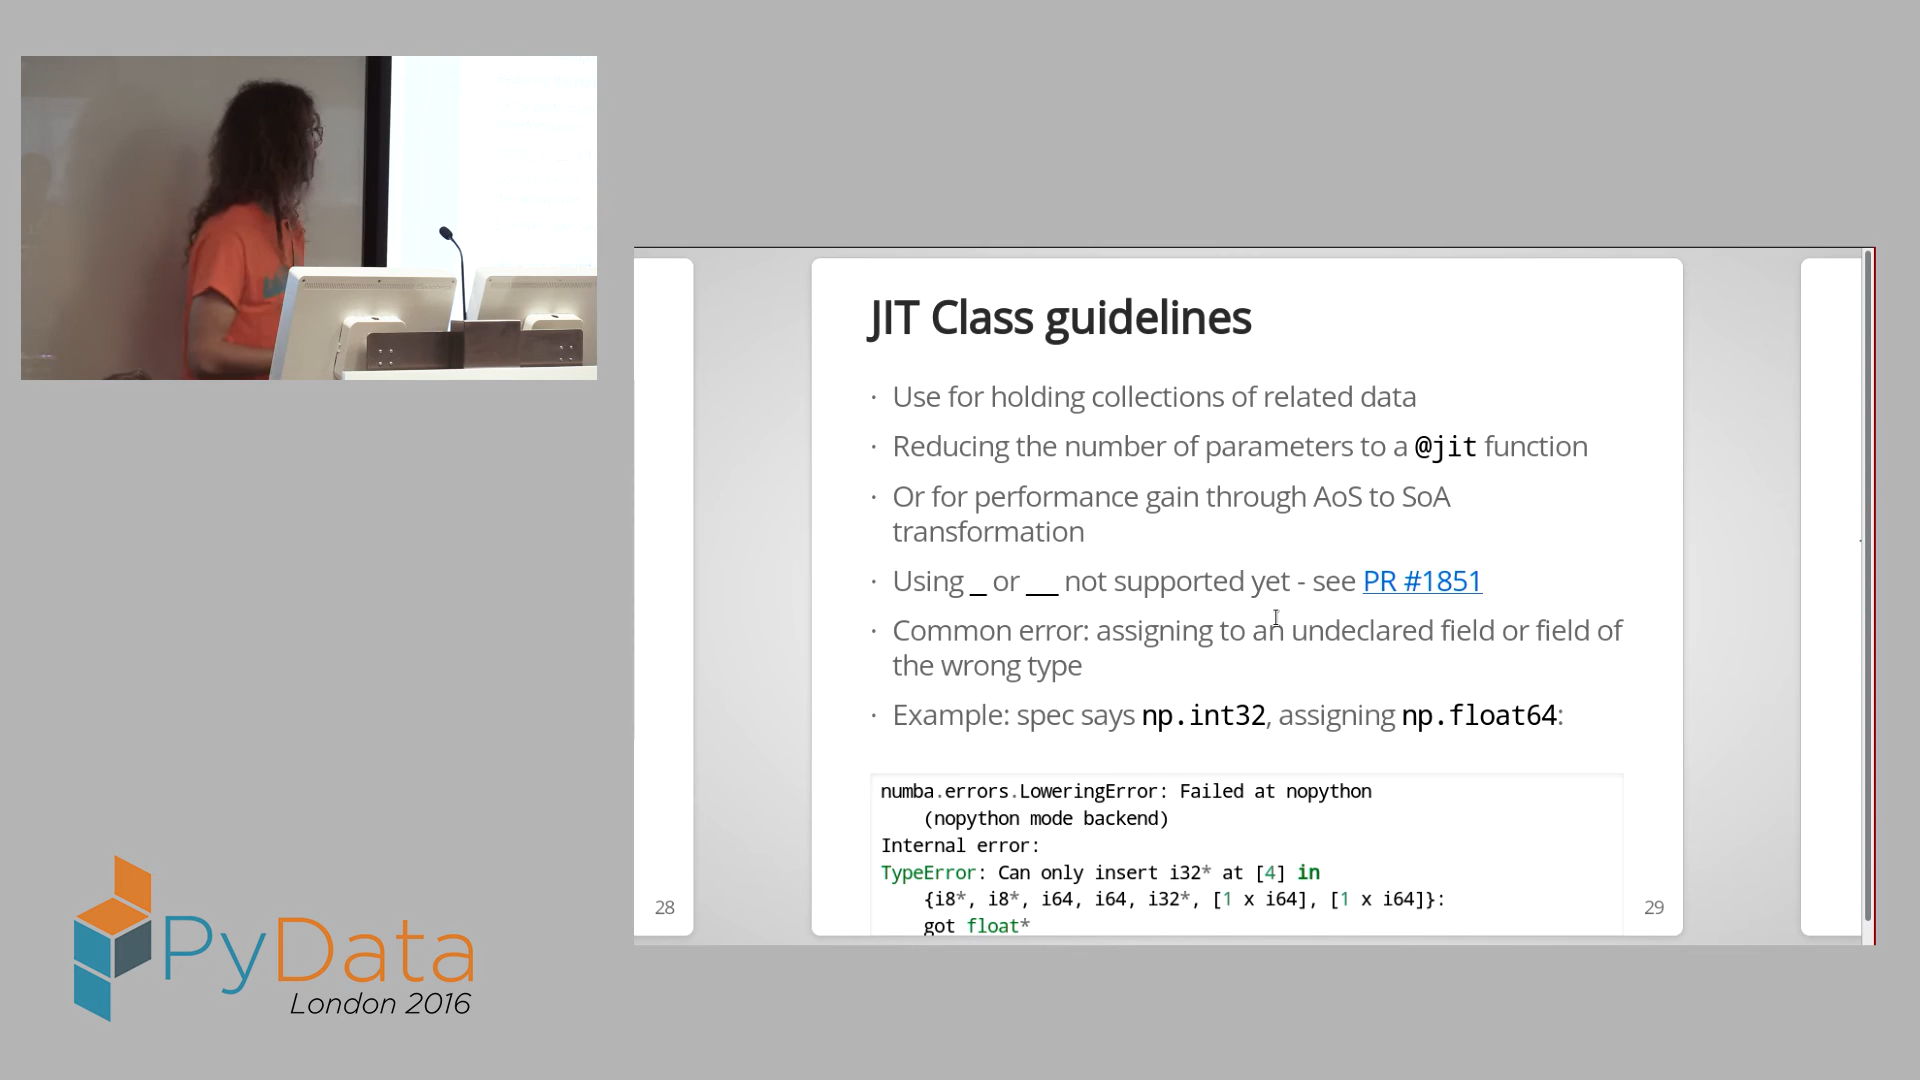 JIT Class guidelines
· Use for holding collections of related data
· Reducing the number of parameters to a @jit function
· Or for performance gain through AoS to SoA
transformation
· Using _ or __ not supported yet - see PR #1851
· Common error: assigning to an undeclared field or field of
the wrong type
· Example: spec says np.int32, assigning np.float64:
numba.errors.LoweringError: Failed at nopython
(nopython mode backend)
Internal error:
TypeError: Can only insert i32* at [4] in
{i8*, i8*, i64, i64, i32*, [1 x i64], [1 x i64]}:
got float*
28
29
PyData
London 2016